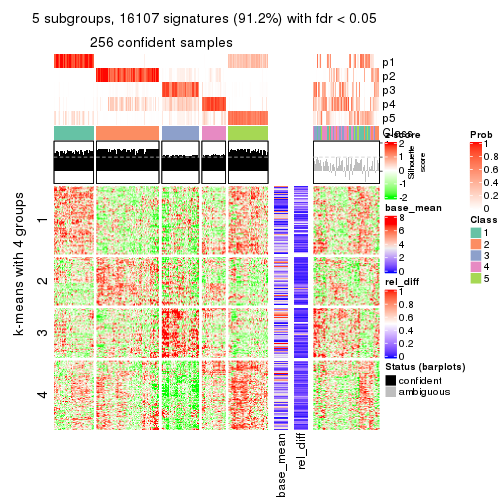 5 subgroups, 16107 signatures (91.2%) with fdr < 0.05
256 confident samples
p1
p2
p3
p4
p5
Class
z-score
2
1
0
-1
-2
Silhouette
score
base_mean
8
6
4
2
0
rel_diff
1
0.8
0.6
0.4
0.2
0
Status (barplots)
confident
ambiguous
Prob
1
0.8
0.6
0.4
0.2
0
Class
1
2
3
4
5
k-means with 4 groups
1
2
3
4
base_mean
rel_diff